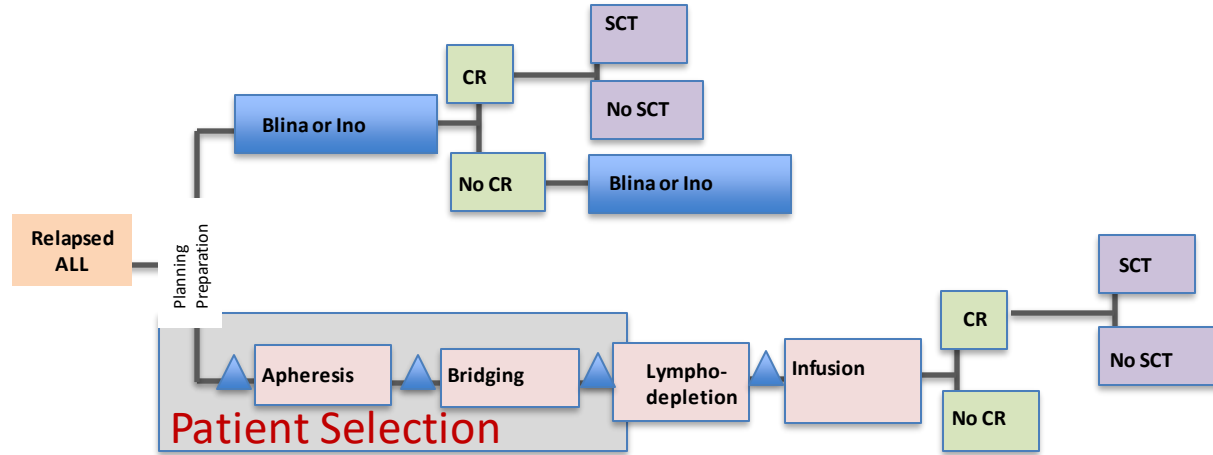 SCT
CR
No SCT
Blina or Ino
No CR
Blina or Ino
Relapsed
ALL
Planning
Preparation
SCT
CR
No SCT
Apheresis
Bridging
Lympho-
depletion
Infusion
No CR
Patient Selection